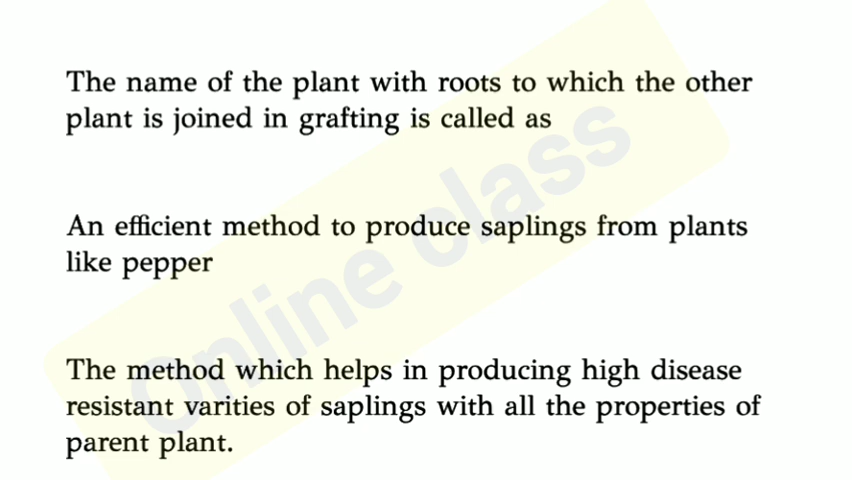 The name of the plant with roots to which the other
plant is joined in grafting is called as
An efficient method to produce saplings from plants
like pepper
The method which helps in producing high disease
resistant varities of saplings with all the properties of
parent plant.
Online class